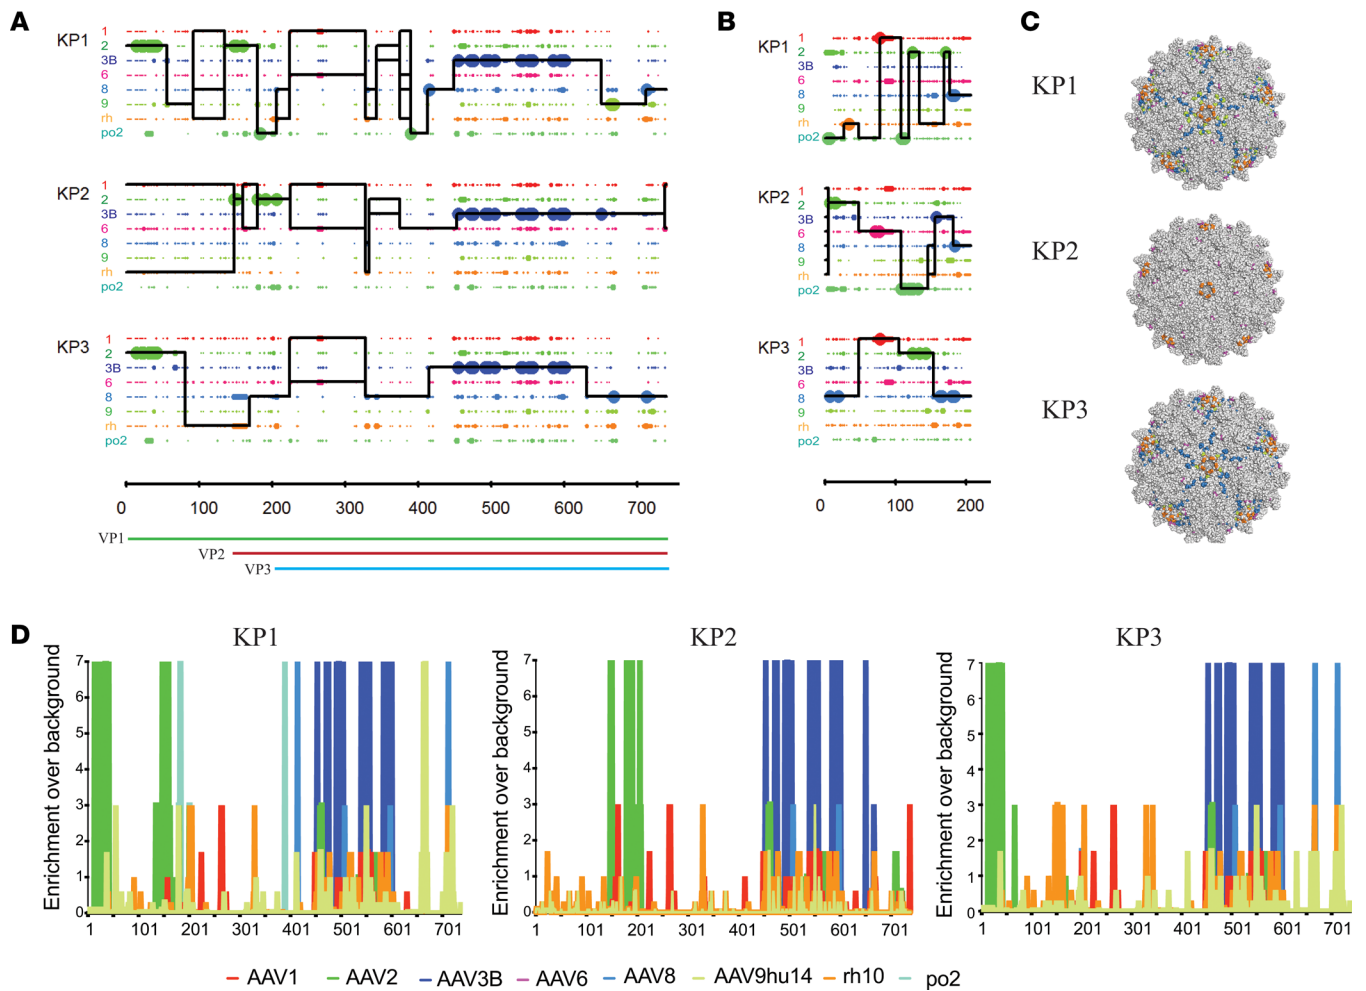 A
KP1
1
2
3B
6
8
9
rh
po2
KP2
1
2
3B
6
8
9
rh
po2
KP3
1
2
3B
6
8
9
rh
po2
0 100 200 300 400 500 600 700
VP1
VP2
VP3
B
KP1
1
2
3B
6
8
9
rh
po2
KP2
1
2
3B
6
8
9
rh
po2
KP3
1
2
3B
6
8
9
rh
po2
0 100 200
C
KP1
KP2
KP3
D
KP1
Enrichment over background
7
6
5
4
3
2
1
0
1 101 201 301 401 501 601 701
KP2
Enrichment over background
7
6
5
4
3
2
1
0
1 101 201 301 401 501 601 701
KP3
Enrichment over background
7
6
5
4
3
2
1
0
1 101 201 301 401 501 601 701
AAV1 AAV2 AAV3B AAV6 AAV8 AAV9hu14 rh10 po2